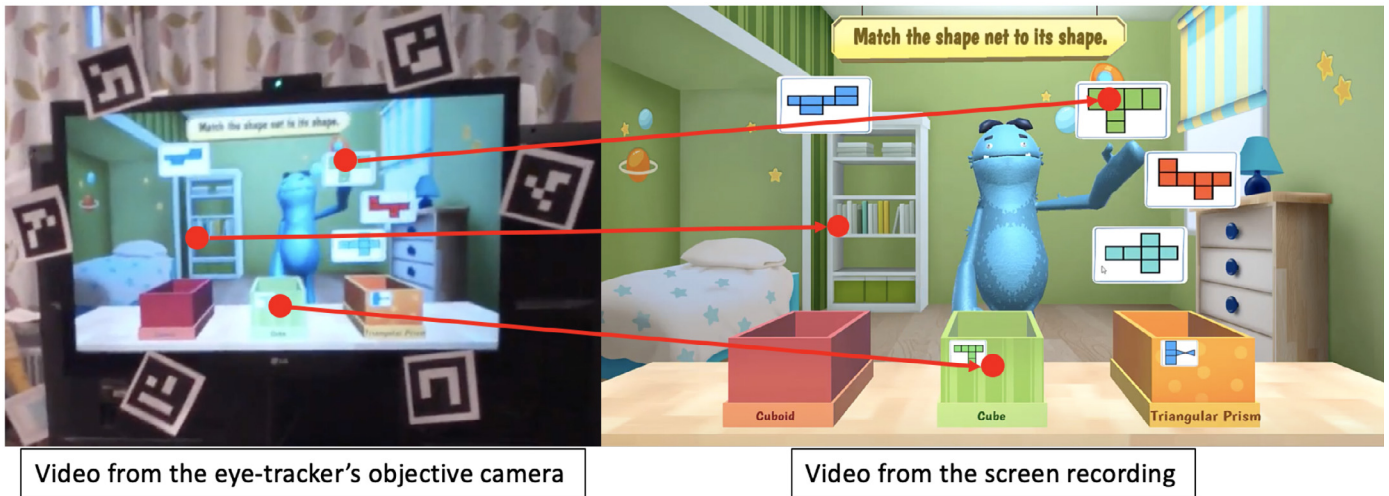 Match the shape net to its shape.
Cuboid
Cube
Triangular Prism
LG
Match the shape net to its shape.
Cuboid
Cube
Triangular Prism
Video from the eye-tracker's objective camera
Video from the screen recording